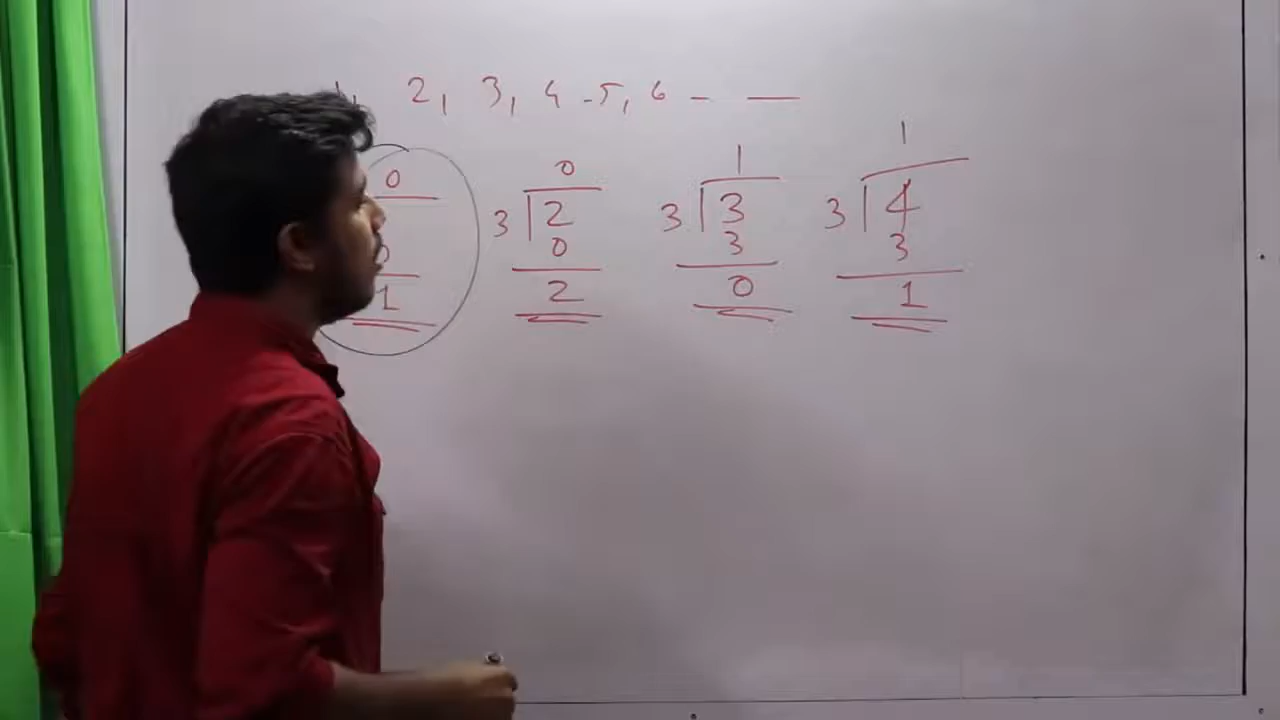 1, 2, 3, 4 - 5, 6 - —
0 0 1 1
3 2 3 3 3 4
0 0 3 3
1 2 0 1